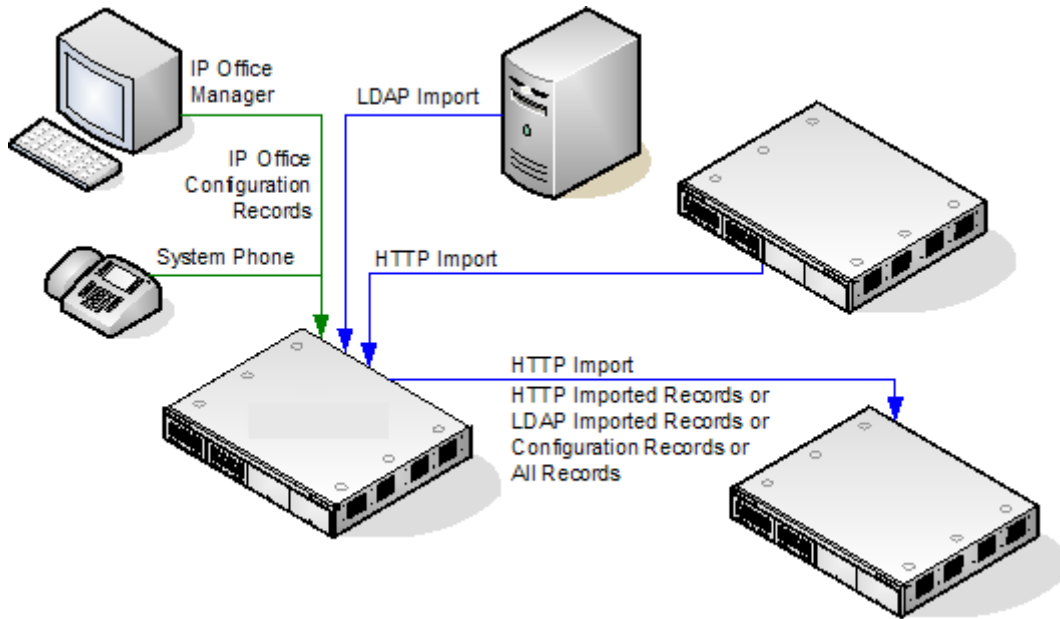 IP Office
Manager
LDAP Import
IP Office
Configuration
Records
System Phone
HTTP Import
HTTP Import
HTTP Imported Records or
LDAP Imported Records or
Configuration Records or
All Records